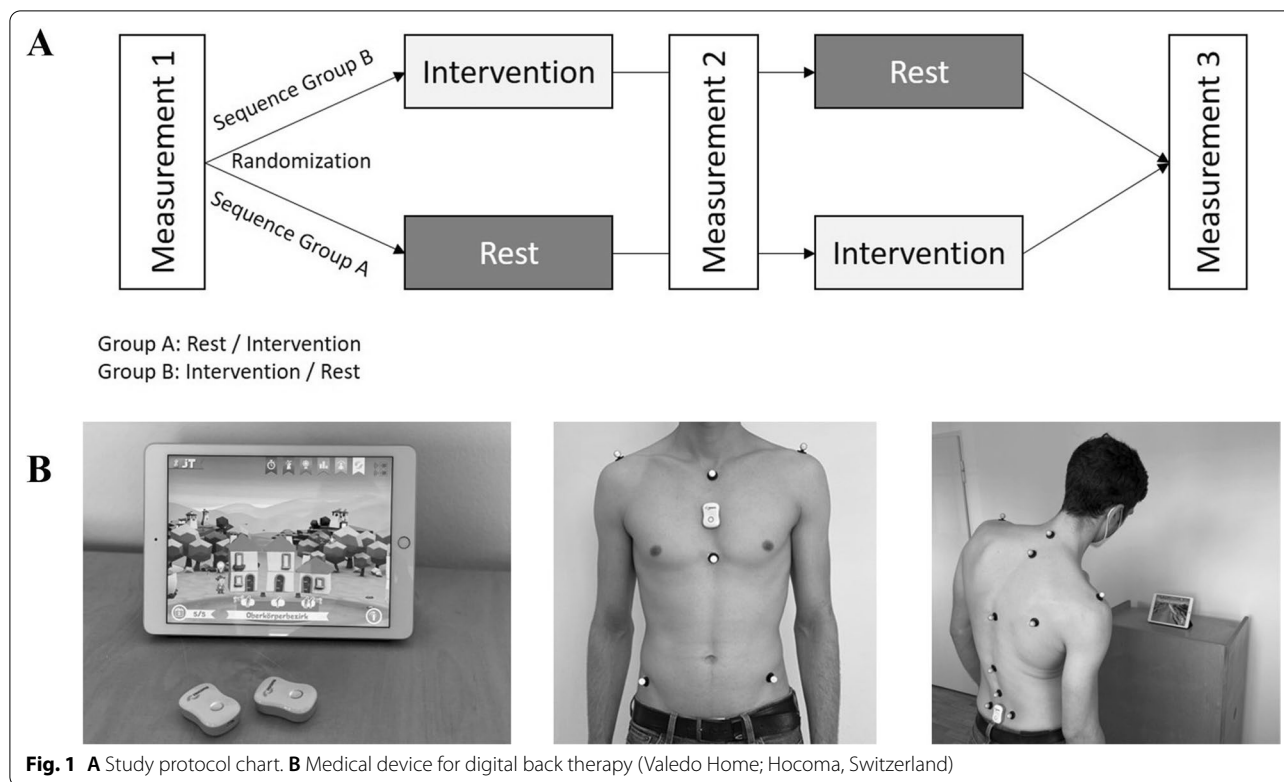 A
Measurement 1
Sequence Group B
Randomization
Sequence Group A
Intervention
Rest
Measurement 2
Rest
Intervention
Measurement 3
Group A: Rest / Intervention
Group B: Intervention / Rest
B
5/5
Oberkörperbezirk
Fig. 1 A Study protocol chart. B Medical device for digital back therapy (Valedo Home; Hocoma, Switzerland)